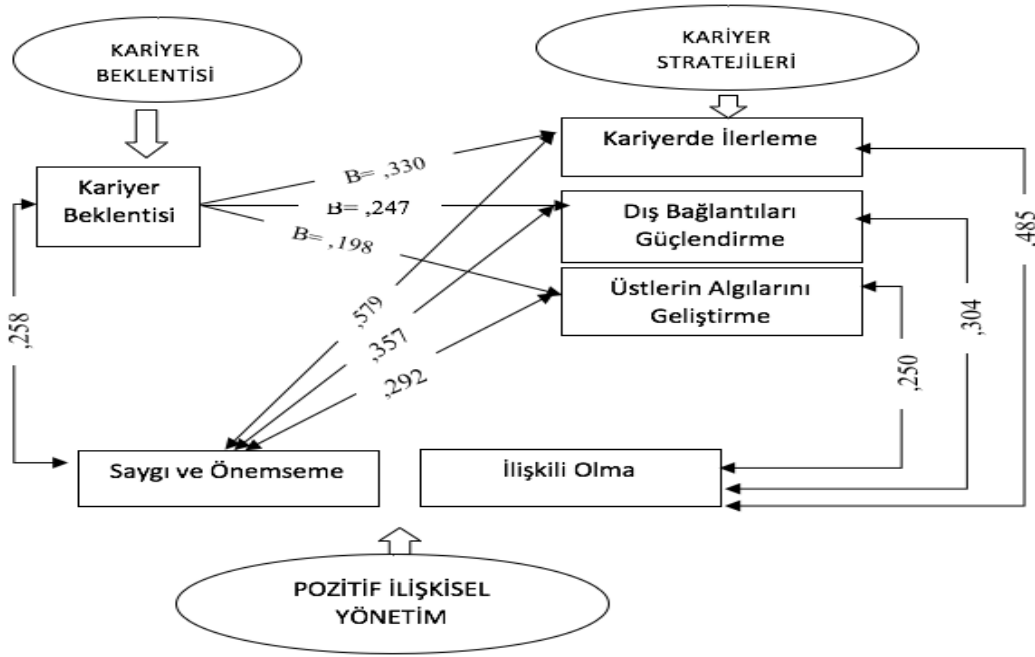 KARİYER
BEKLENTİSİ
KARİYER
STRATEJİLERİ
Kariyerde İlerleme
Kariyer
Beklentisi
B= ,330
B= ,247
B= ,198
Dış Bağlantıları
Güçlendirme
Üstlerin Algılarını
Geliştirme
,485
,304
,250
,258
,579
,357
,292
Saygı ve Önemseme
İlişkili Olma
POZİTİF İLİŞKİSEL
YÖNETİM